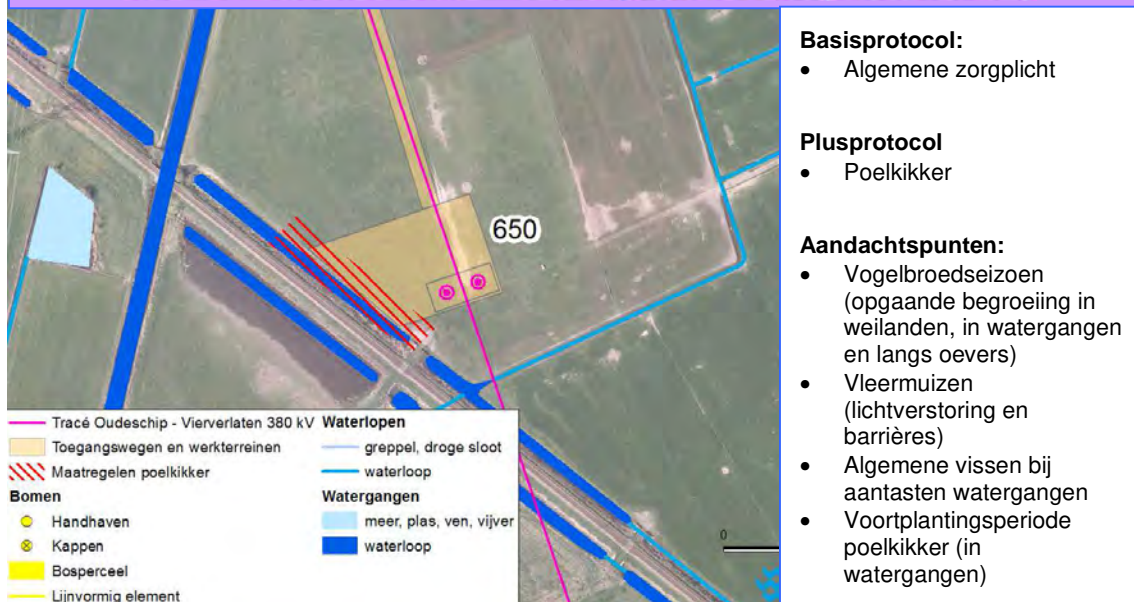 650
Tracé Oudeschip - Vierverlaten 380 kV
Toegangswegen en werkterreinen
Maatregelen poelkikker
Bomen
Handhaven
Kappen
Bosperceel
Lijnvormig element
Waterlopen
greppel, droge sloot
waterloop
Watergangen
meer, plas, ven, vijver
waterloop
0
Basisprotocol:
• Algemene zorgplicht
Plusprotocol
• Poelkikker
Aandachtspunten:
• Vogelbroedseizoen
(opgaande begroeiing in
weilanden, in watergangen
en langs oevers)
• Vleermuizen
(lichtverstoring en
barrières)
• Algemene vissen bij
aantasten watergangen
• Voortplantingsperiode
poelkikker (in
watergangen)